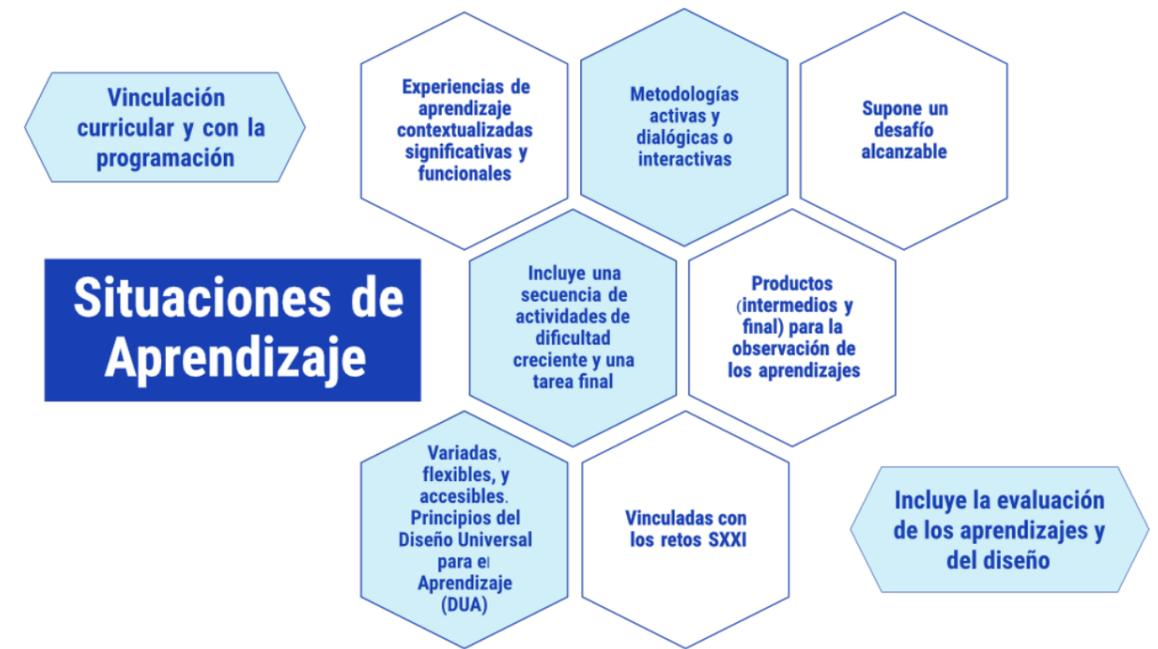 Vinculación
curricular y con la
programación
Experiencias de
aprendizaje
contextualizadas
significativas y
funcionales
Metodologías
activas y
dialógicas o
interactivas
Supone un
desafío
alcanzable
Situaciones de
Aprendizaje
Incluye una
secuencia de
actividades de
dificultad
creciente y una
tarea final
Productos
(intermedios y
final) para la
observación de
los aprendizajes
Variadas,
flexibles, y
accesibles.
Principios del
Diseño Universal
para el
Aprendizaje
(DUA)
Vinculadas con
los retos SXXI
Incluye la evaluación
de los aprendizajes y
del diseño